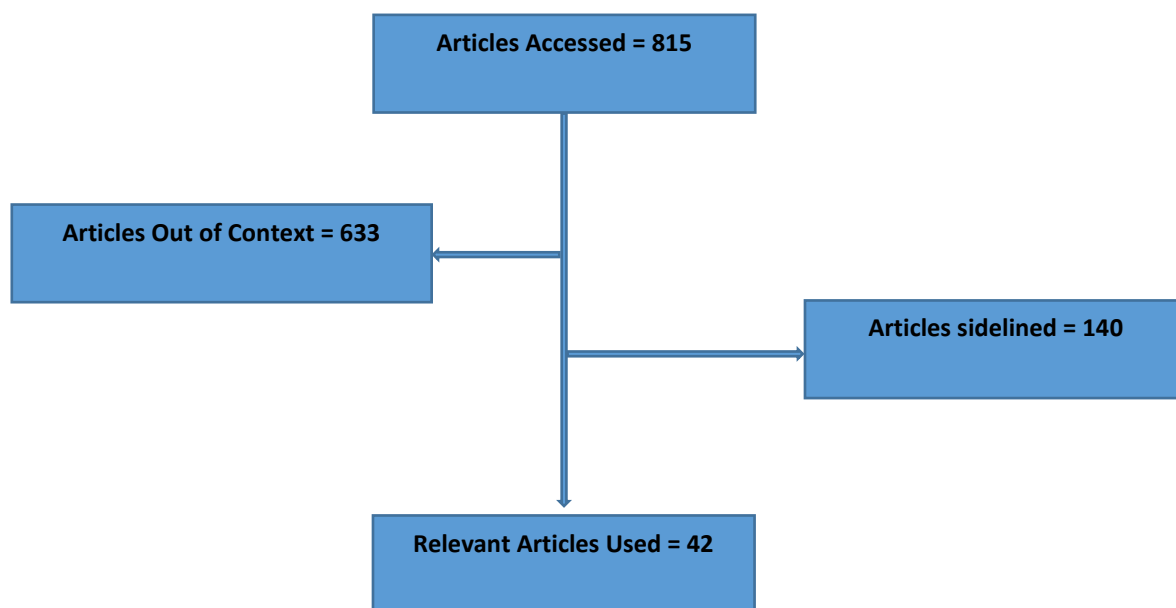 Articles Accessed = 815
Articles Out of Context = 633
Articles sidelined = 140
Relevant Articles Used = 42